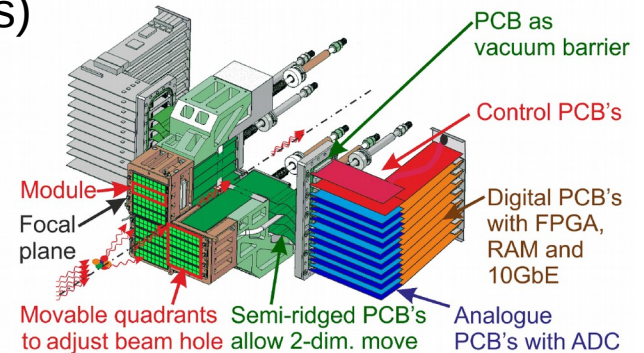 s)
PCB as
vacuum barrier
Control PCB's
Module
Focal
plane
Digital PCB's
with FPGA,
RAM and
10GbE
Movable quadrants
to adjust beam hole
Semi-ridged PCB's
allow 2-dim. move
Analogue
PCB's with ADC